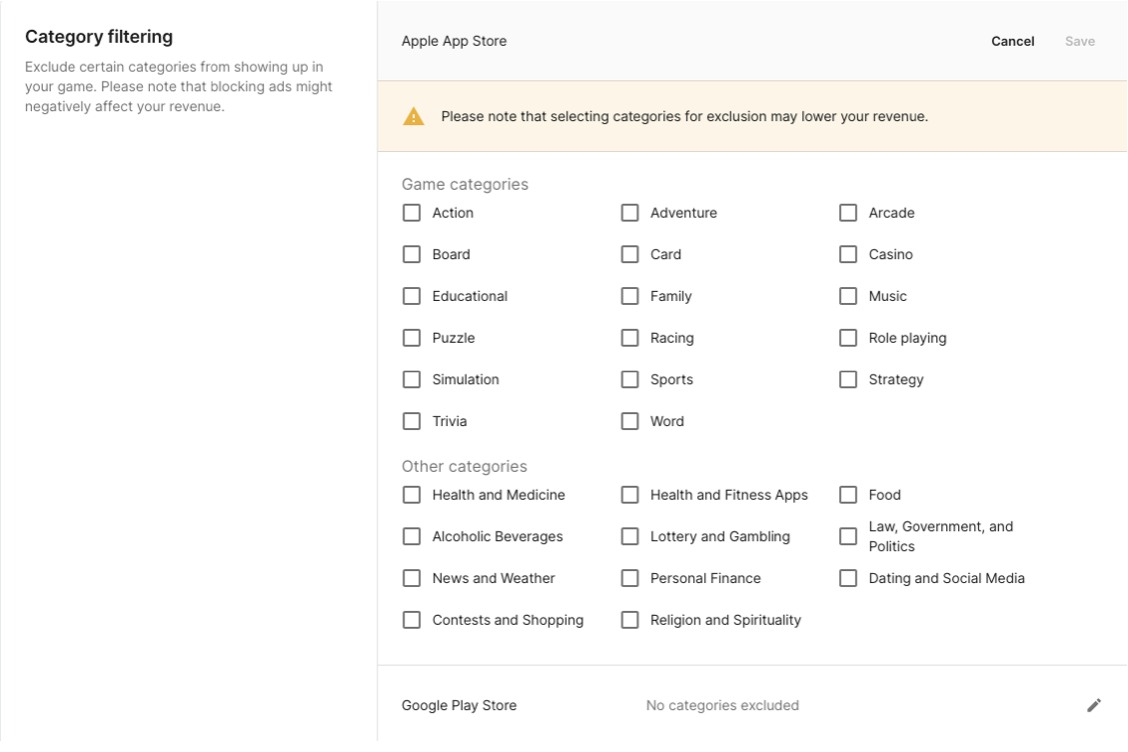 Category filtering
Exclude certain categories from showing up in
your game. Please note that blocking ads might
negatively affect your revenue.
Apple App Store
Cancel
Save
Please note that selecting categories for exclusion may lower your revenue.
Game categories
Action
Adventure
Arcade
Board
Card
Casino
Educational
Family
Music
Puzzle
Racing
Role playing
Simulation
Sports
Strategy
Trivia
Word
Other categories
Health and Medicine
Health and Fitness Apps
Food
Alcoholic Beverages
Lottery and Gambling
Law, Government, and
Politics
News and Weather
Personal Finance
Dating and Social Media
Contests and Shopping
Religion and Spirituality
Google Play Store
No categories excluded